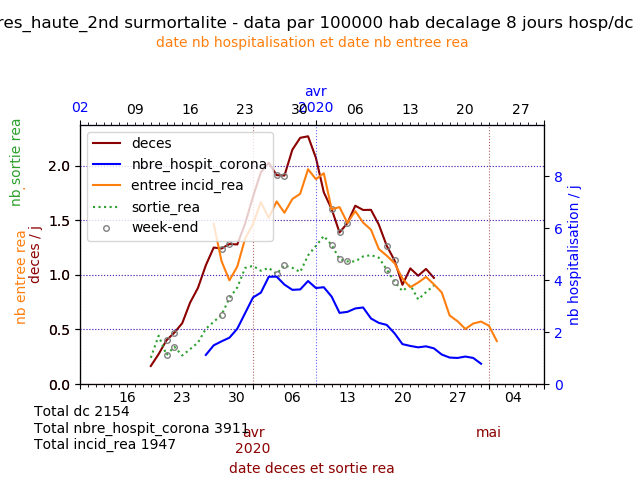 res_haute_2nd surmortalite - data par 100000 hab decalage 8 jours hosp/dc
date nb hospitalisation et date nb entree rea
avr
2020
02 09 16 23 30 06 13 20 27
deces
nbre_hospit_corona
entree incid_rea
sortie_rea
week-end
nb sortie rea
nb entree rea
deces / j
nb hospitalisation / j
2.0
1.5
1.0
0.5
0.0
8
6
4
2
0
16 23 30 06 13 20 27 04
Total dc 2154
Total nbre_hospit_corona 3911
Total incid_rea 1947
avr
2020
mai
date deces et sortie rea